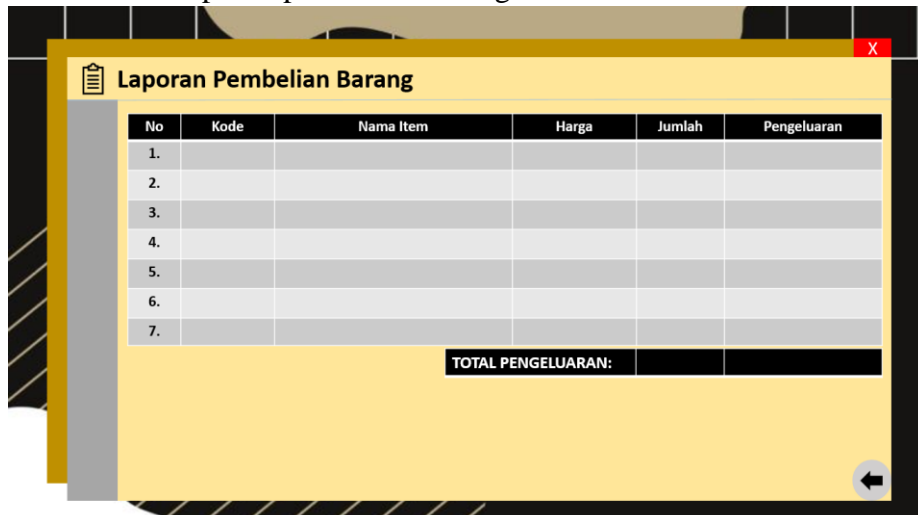 X
Laporan Pembelian Barang
No Kode Nama Item Harga Jumlah Pengeluaran
1.
2.
3.
4.
5.
6.
7.
TOTAL PENGELUARAN: